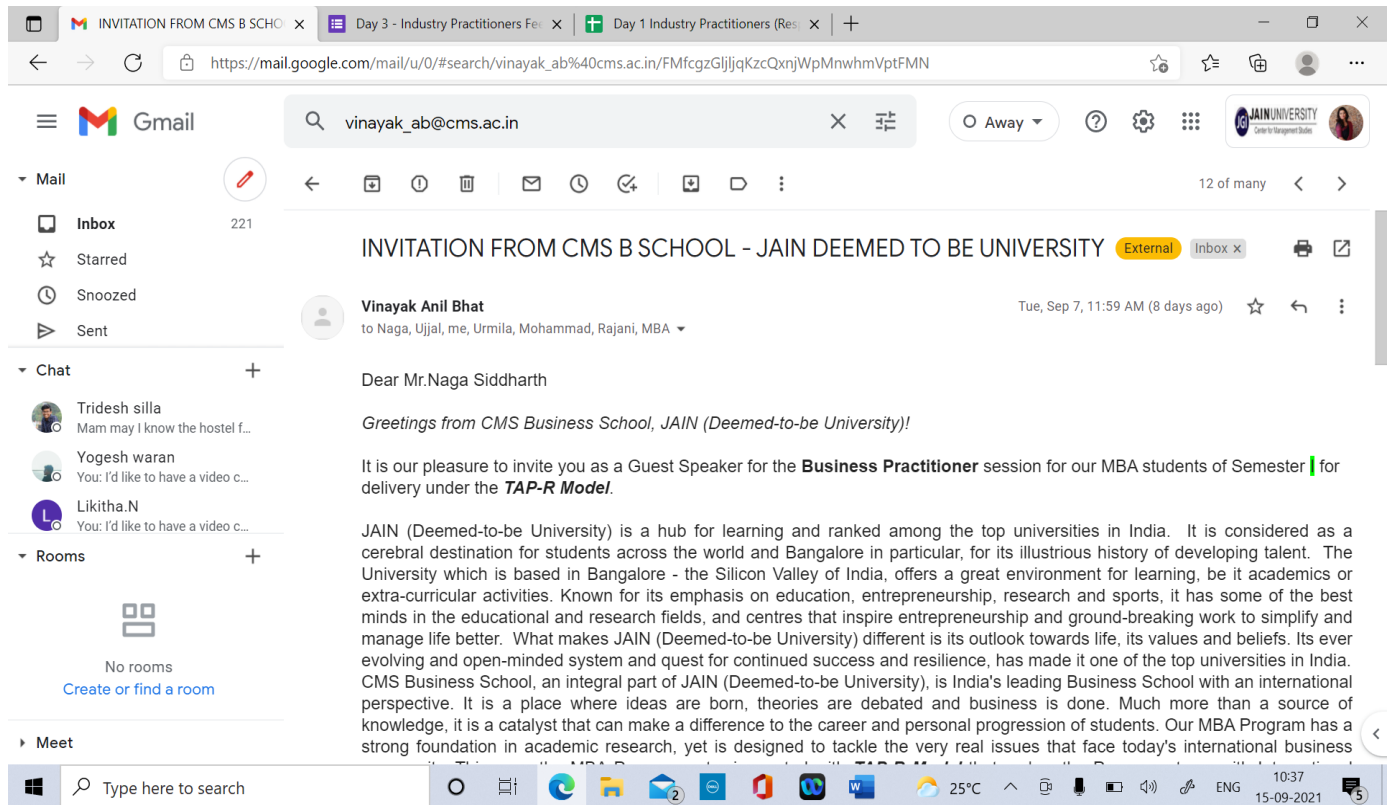 INVITATION FROM CMS B SCHO
Day 3 - Industry Practitioners Fee
Day 1 Industry Practitioners (Res
https://mail.google.com/mail/u/0/#search/vinayak_ab%40cms.ac.in/FMfcgzGljljqKzcQxnjWpMnwhmVptFMN
Gmail
vinayak_ab@cms.ac.in
Away
JGI JAIN UNIVERSITY
Center for Management Studies
Mail
12 of many
Inbox 221
Starred
Snoozed
Sent
Chat
Tridesh silla
Mam may I know the hostel f...
Yogesh waran
You: I'd like to have a video c...
L Likitha.N
You: I'd like to have a video c...
Rooms
No rooms
Create or find a room
Meet
INVITATION FROM CMS B SCHOOL - JAIN DEEMED TO BE UNIVERSITY External Inbox x
Vinayak Anil Bhat Tue, Sep 7, 11:59 AM (8 days ago)
to Naga, Ujjal, me, Urmila, Mohammad, Rajani, MBA
Dear Mr.Naga Siddharth
Greetings from CMS Business School, JAIN (Deemed-to-be University)!
It is our pleasure to invite you as a Guest Speaker for the Business Practitioner session for our MBA students of Semester I for
delivery under the TAP-R Model.
JAIN (Deemed-to-be University) is a hub for learning and ranked among the top universities in India. It is considered as a
cerebral destination for students across the world and Bangalore in particular, for its illustrious history of developing talent. The
University which is based in Bangalore - the Silicon Valley of India, offers a great environment for learning, be it academics or
extra-curricular activities. Known for its emphasis on education, entrepreneurship, research and sports, it has some of the best
minds in the educational and research fields, and centres that inspire entrepreneurship and ground-breaking work to simplify and
manage life better. What makes JAIN (Deemed-to-be University) different is its outlook towards life, its values and beliefs. Its ever
evolving and open-minded system and quest for continued success and resilience, has made it one of the top universities in India.
CMS Business School, an integral part of JAIN (Deemed-to-be University), is India's leading Business School with an international
perspective. It is a place where ideas are born, theories are debated and business is done. Much more than a source of
knowledge, it is a catalyst that can make a difference to the career and personal progression of students. Our MBA Program has a
strong foundation in academic research, yet is designed to tackle the very real issues that face today's international business
Type here to search
2
25°C
ENG
10:37
15-09-2021
5